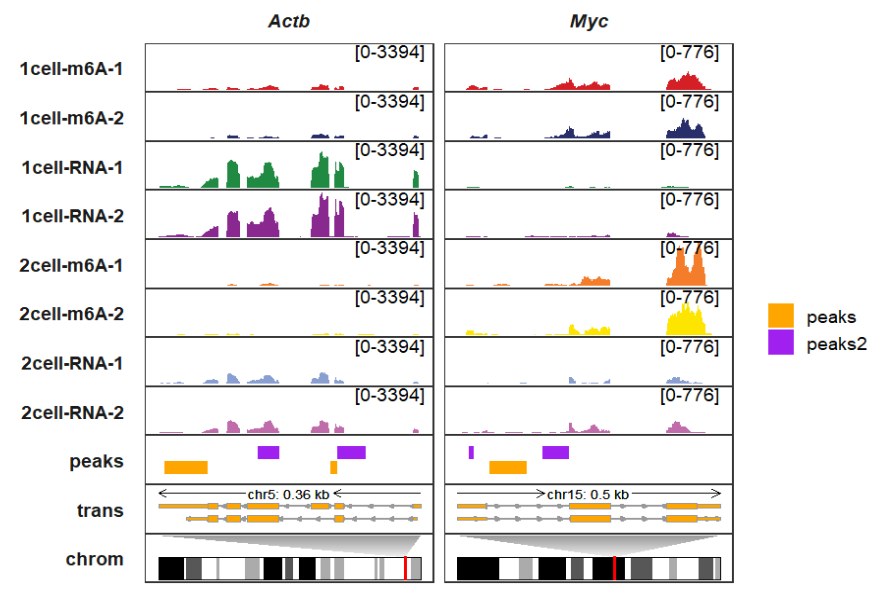 Actb Myc
1cell-m6A-1 [0-3394] [0-776]
1cell-m6A-2 [0-3394] [0-776]
1cell-RNA-1 [0-3394] [0-776]
1cell-RNA-2 [0-3394] [0-776]
2cell-m6A-1 [0-3394] [0-776]
2cell-m6A-2 [0-3394] [0-776]
2cell-RNA-1 [0-3394] [0-776]
2cell-RNA-2 [0-3394] [0-776]
peaks
trans chr5: 0.36 kb chr15: 0.5 kb
chrom
peaks
peaks2